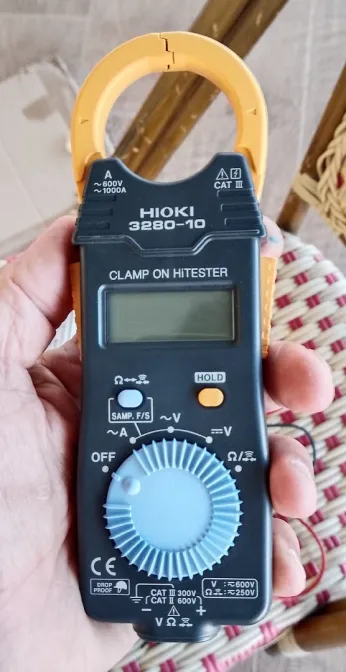 A
~600V
~1000A
CAT III
HIOKI
3280-10
CLAMP ON HiTESTER
Ω
HOLD
SAMP. F/S
~A
~V
⎓V
OFF
Ω/
CE
DROP
PROOF
CAT III 300V
CAT II 600V
V : ≂600V
Ω : ≂250V
− +
V Ω